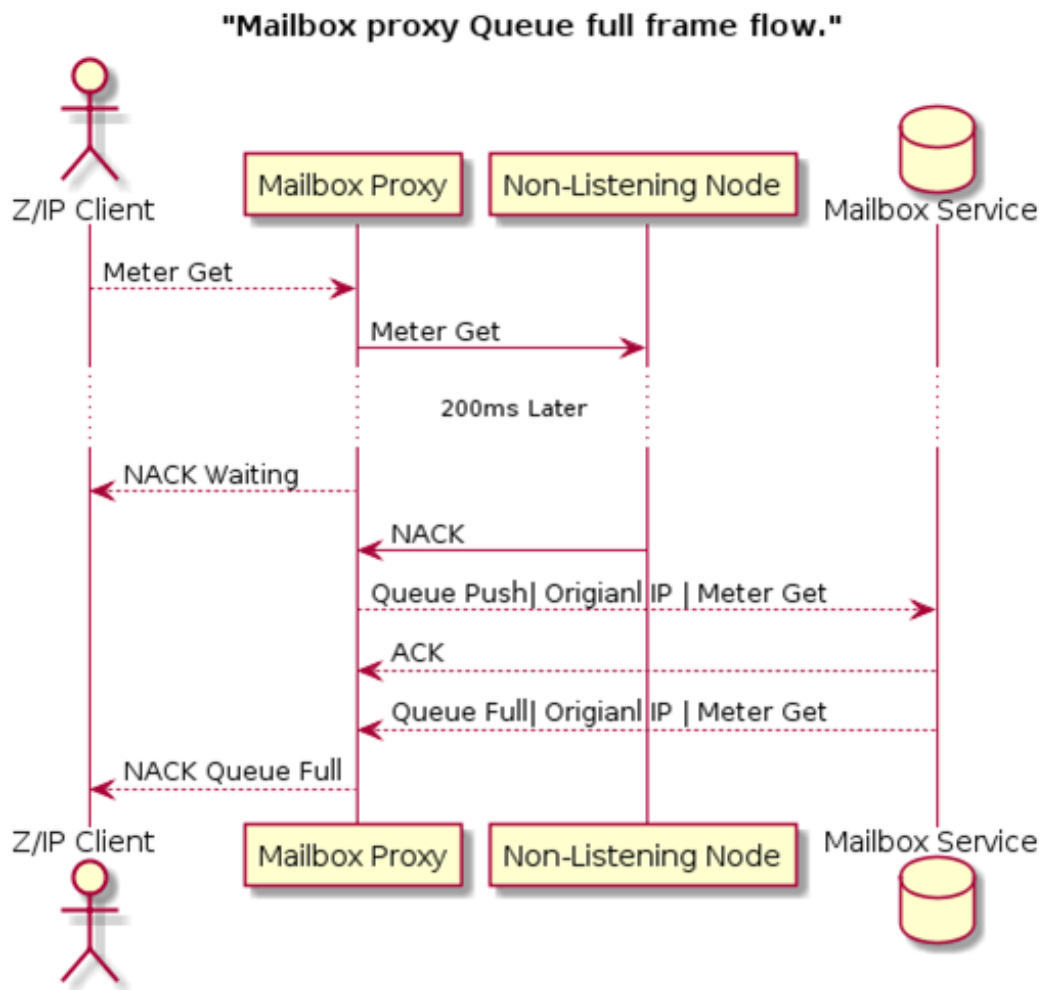 "Mailbox proxy Queue full frame flow."
Z/IP Client
Mailbox Proxy
Non-Listening Node
Mailbox Service
Meter Get
Meter Get
200ms Later
NACK Waiting
NACK
Queue Push| Origianl IP | Meter Get
ACK
Queue Full| Origianl IP | Meter Get
NACK Queue Full
Z/IP Client
Mailbox Proxy
Non-Listening Node
Mailbox Service